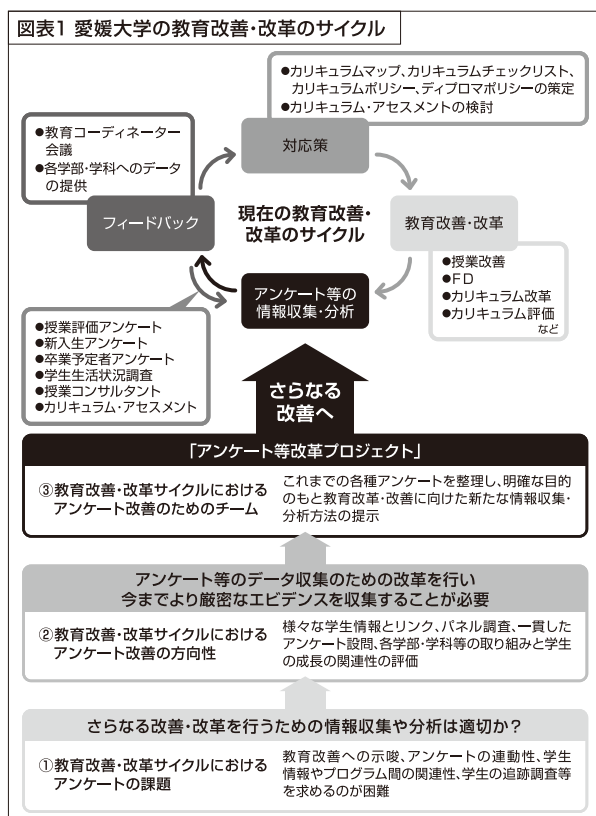 図表1 愛媛大学の教育改善・改革のサイクル
●カリキュラムマップ、カリキュラムチェックリスト、
カリキュラムポリシー、ディプロマポリシーの策定
●カリキュラム・アセスメントの検討
対応策
●教育コーディネーター
会議
●各学部・学科へのデータ
の提供
フィードバック
現在の教育改善・
改革のサイクル
教育改善・改革
●授業改善
●FD
●カリキュラム改革
●カリキュラム評価
など
アンケート等の
情報収集・分析
●授業評価アンケート
●新入生アンケート
●卒業予定者アンケート
●学生生活状況調査
●授業コンサルタント
●カリキュラム・アセスメント
さらなる
改善へ
「アンケート等改革プロジェクト」
③教育改善・改革サイクルにおける
アンケート改善のためのチーム
これまでの各種アンケートを整理し、明確な目的
のもと教育改革・改善に向けた新たな情報収集・
分析方法の提示
アンケート等のデータ収集のための改革を行い
今までより厳密なエビデンスを収集することが必要
②教育改善・改革サイクルにおける
アンケート改善の方向性
様々な学生情報とリンク、パネル調査、一貫した
アンケート設問、各学部・学科等の取り組みと学生
の成長の関連性の評価
さらなる改善・改革を行うための情報収集や分析は適切か?
①教育改善・改革サイクルにおける
アンケートの課題
教育改善への示唆、アンケートの連動性、学生
情報やプログラム間の関連性、学生の追跡調査等
を求めるのが困難